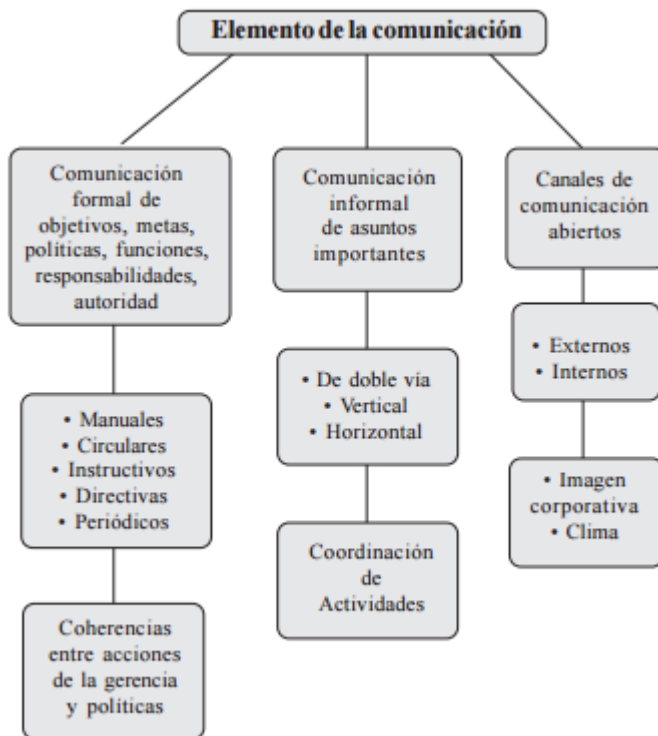 Elemento de la comunicación
Comunicación
formal de
objetivos, metas,
políticas, funciones,
responsabilidades,
autoridad
• Manuales
• Circulares
• Instructivos
• Directivas
• Periódicos
Coherencias
entre acciones
de la gerencia
y políticas
Comunicación
informal
de asuntos
importantes
• De doble vía
• Vertical
• Horizontal
Coordinación
de
Actividades
Canales de
comunicación
abiertos
• Externos
• Internos
• Imagen
corporativa
• Clima